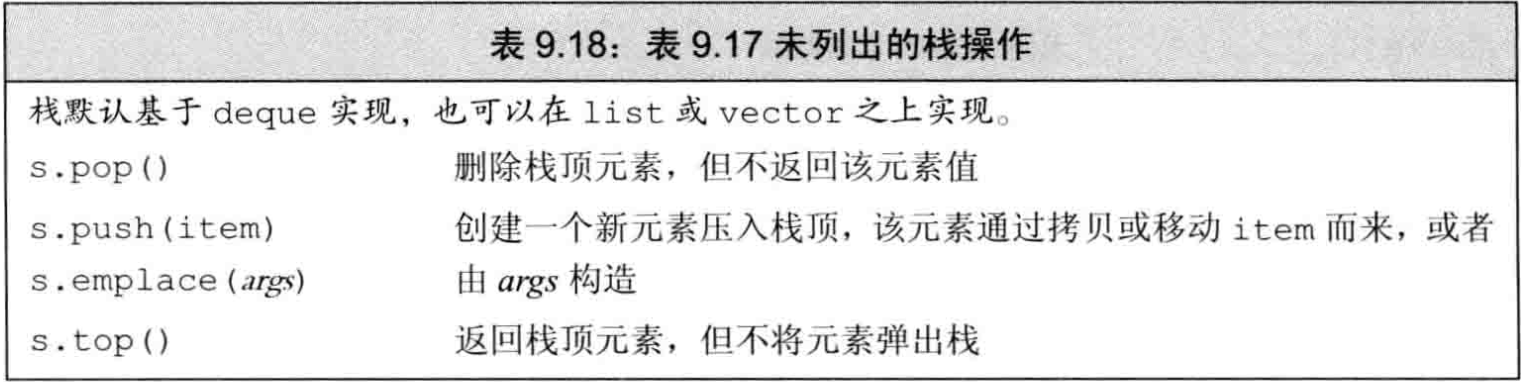 表 9.18：表 9.17 未列出的栈操作
栈默认基于 deque 实现，也可以在 list 或 vector 之上实现。
s.pop() 删除栈顶元素，但不返回该元素值
s.push(item) 创建一个新元素压入栈顶，该元素通过拷贝或移动 item 而来，或者
s.emplace(args) 由 args 构造
s.top() 返回栈顶元素，但不将元素弹出栈